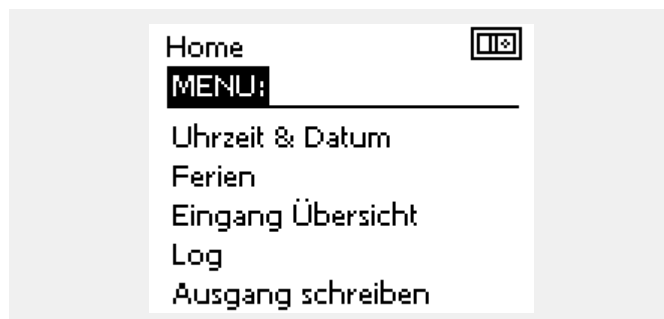 Home
MENU:
Uhrzeit & Datum
Ferien
Eingang Übersicht
Log
Ausgang schreiben